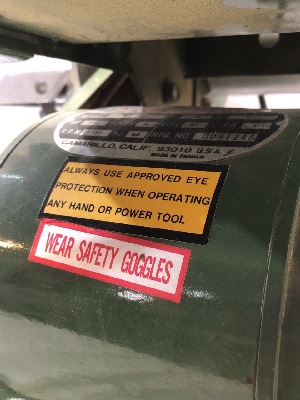 R.P.M. MFG. NO.
CAMARILLO, CALIF. 93010 U.S.A.
MADE IN TAIWAN
ALWAYS USE APPROVED EYE
PROTECTION WHEN OPERATING
ANY HAND OR POWER TOOL
WEAR SAFETY GOGGLES